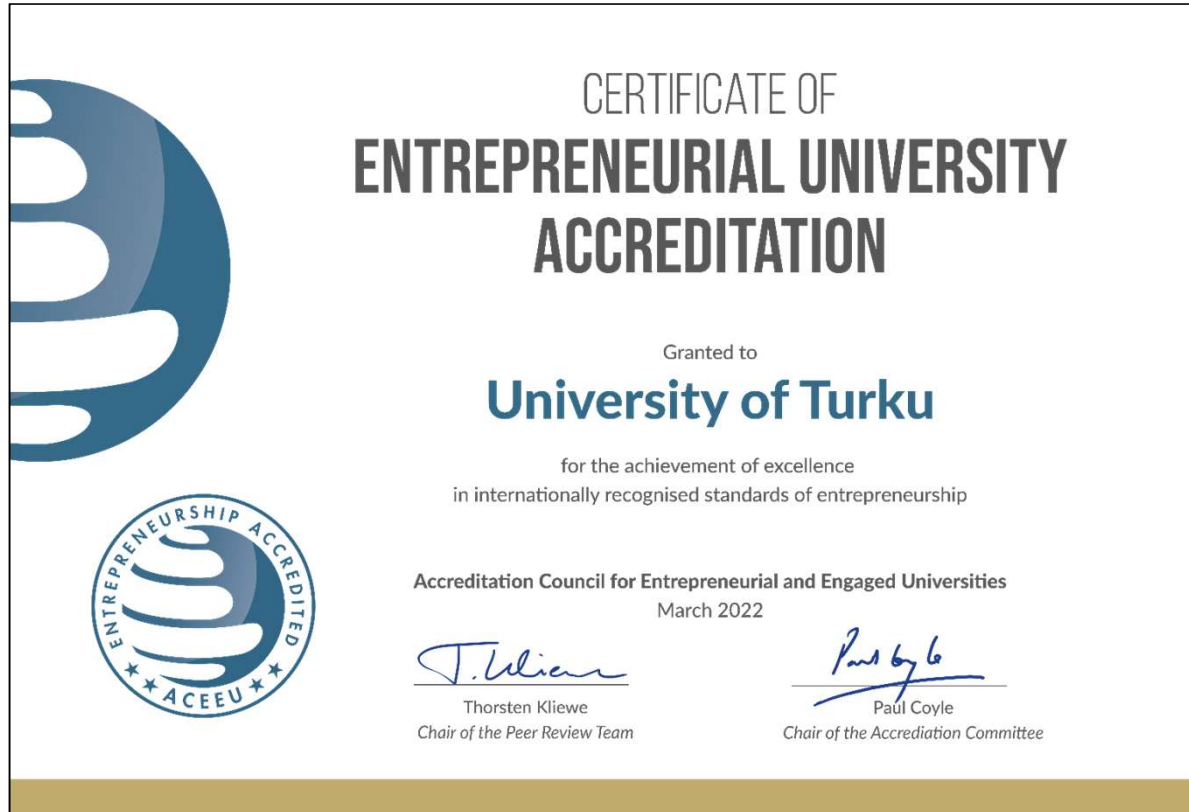 CERTIFICATE OF
ENTREPRENEURIAL UNIVERSITY
ACCREDITATION
Granted to
University of Turku
for the achievement of excellence
in internationally recognised standards of entrepreneurship
ENTREPRENEURSHIP ACCREDITED
ACEEU
Accreditation Council for Entrepreneurial and Engaged Universities
March 2022
Thorsten Kliewe
Chair of the Peer Review Team
Paul Coyle
Chair of the Accrediation Committee